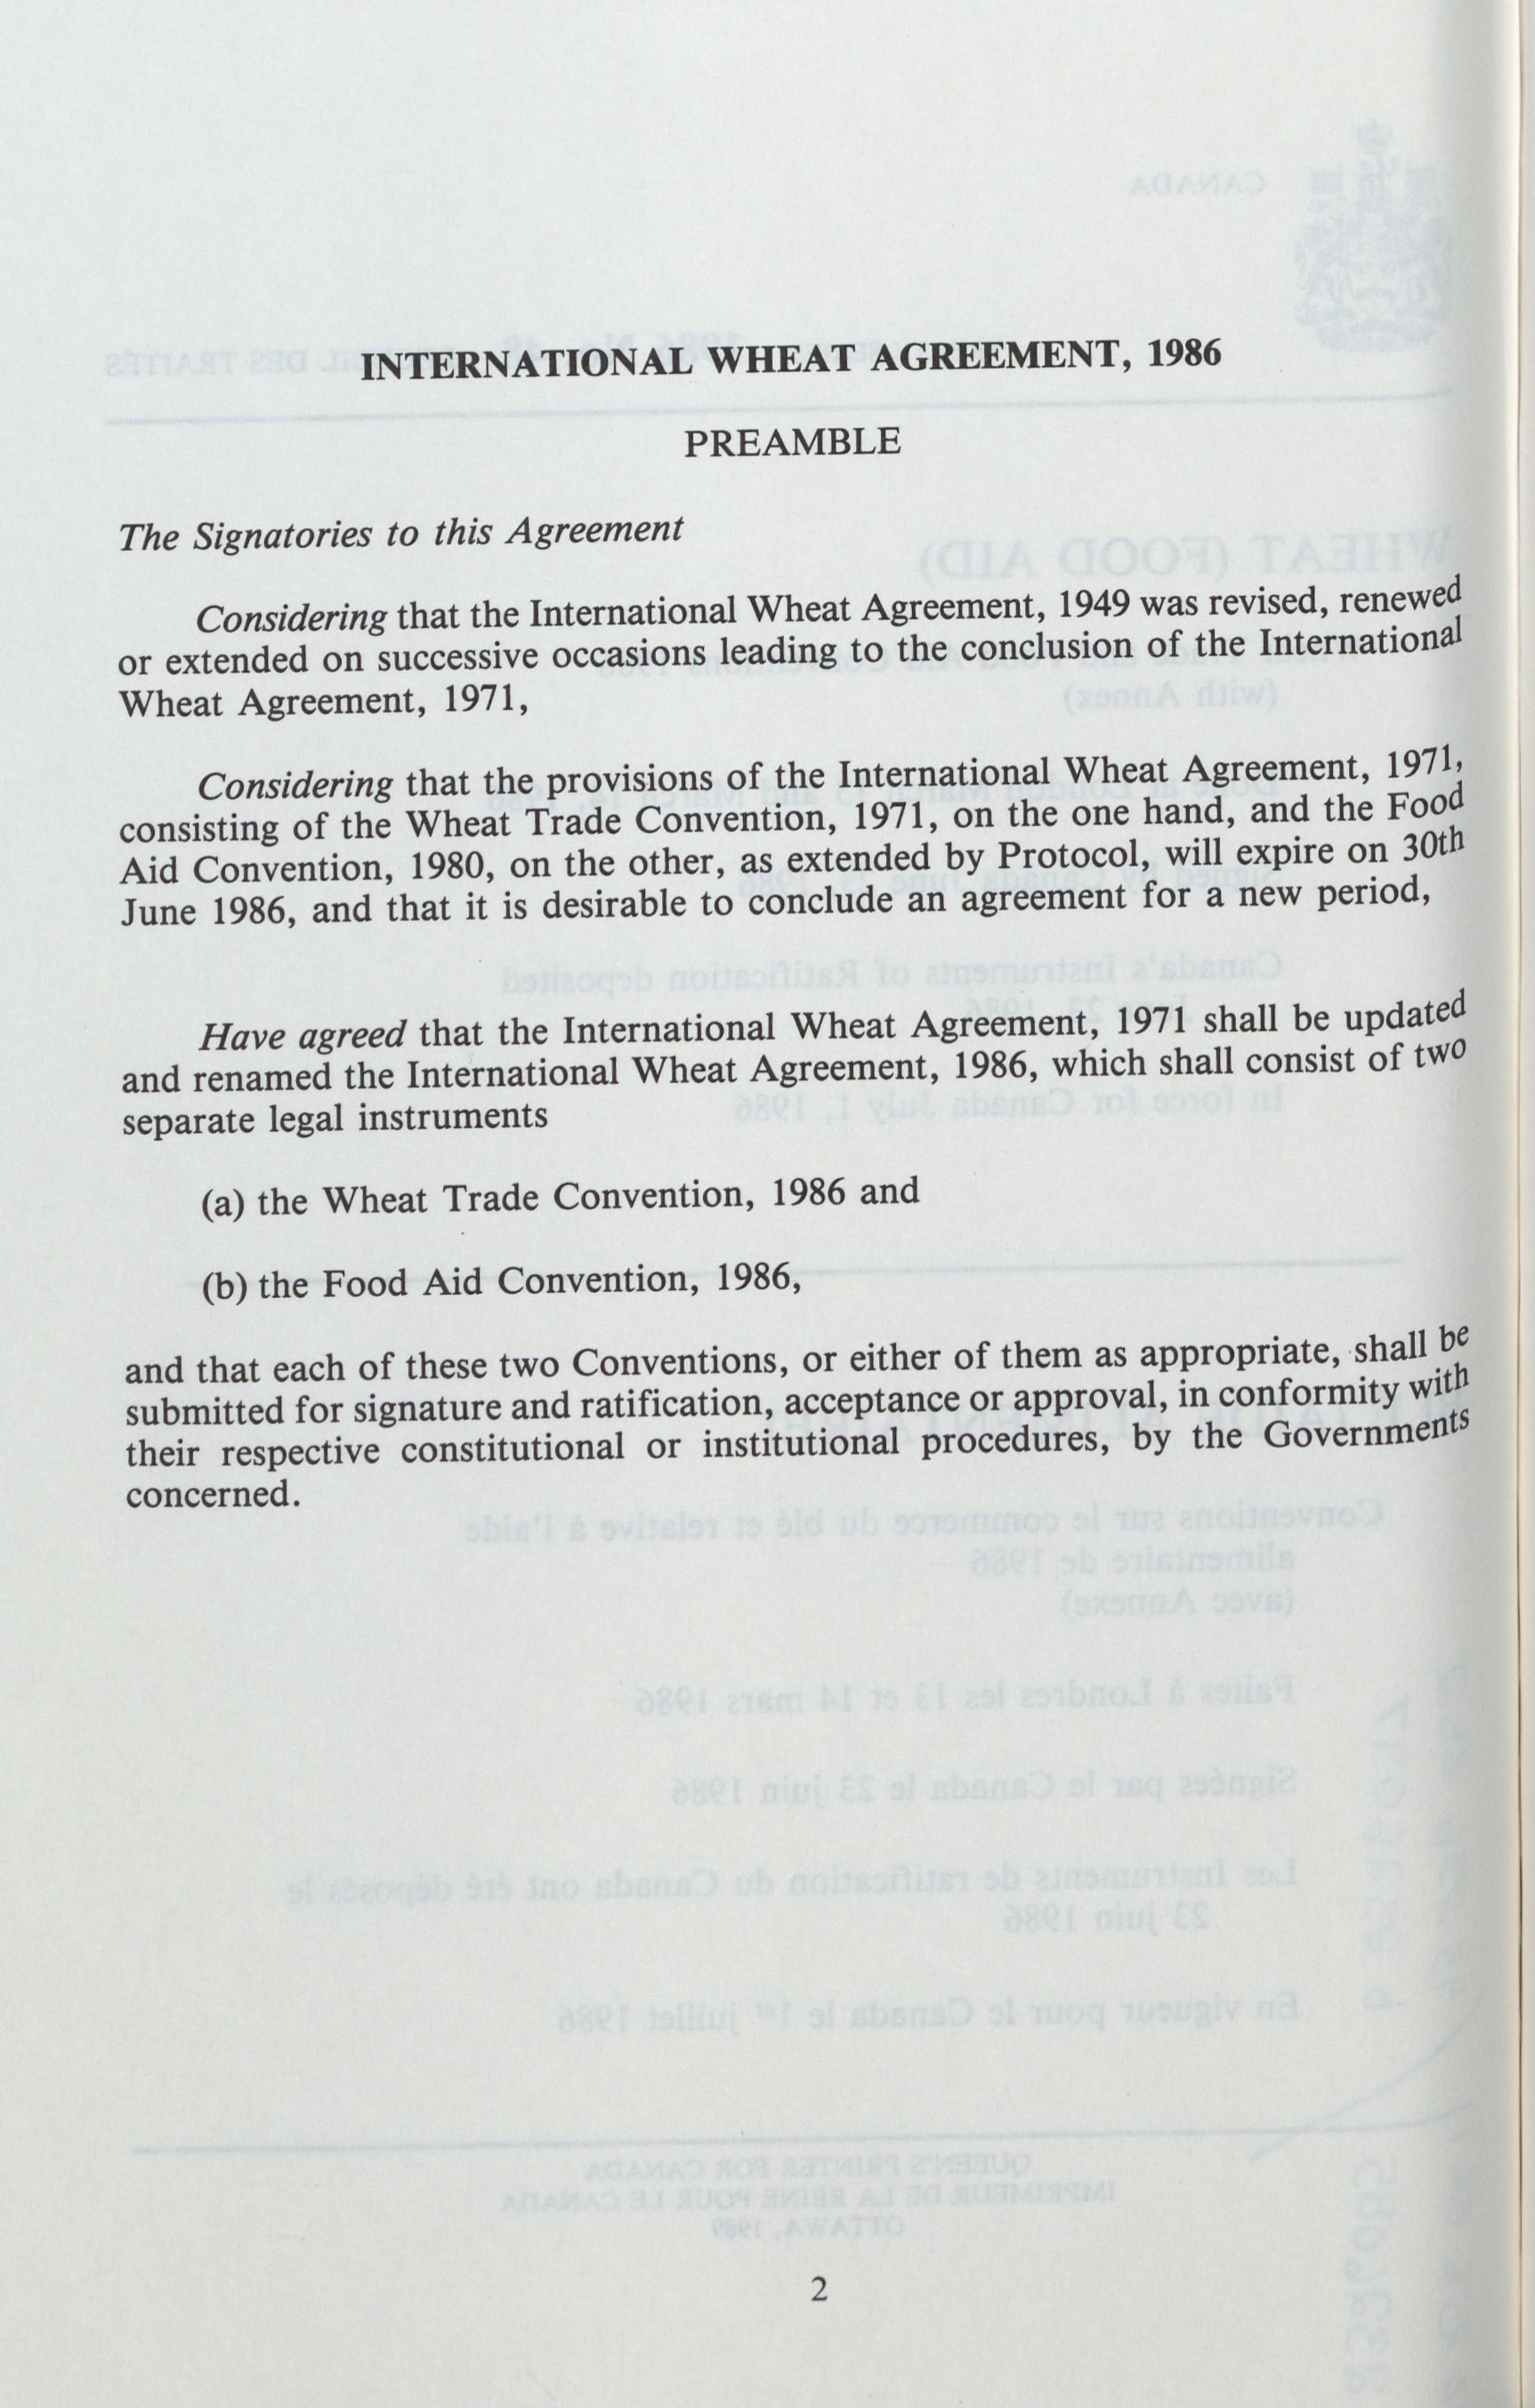 INTERNATIONAL WHEAT AGREEMENT, 1986
PREAMBLE
The Signatories to this Agreement
Considering that the International Wheat Agreement, 1949 was revised, renewed
or extended on successive occasions leading to the conclusion of the International
Wheat Agreement, 1971,
Considering that the provisions of the International Wheat Agreement, 1971,
consisting of the Wheat Trade Convention, 1971, on the one hand, and the Food
Aid Convention, 1980, on the other, as extended by Protocol, will expire on 30th
June 1986, and that it is desirable to conclude an agreement for a new period,
Have agreed that the International Wheat Agreement, 1971 shall be updated
and renamed the International Wheat Agreement, 1986, which shall consist of two
separate legal instruments
(a) the Wheat Trade Convention, 1986 and
(b) the Food Aid Convention, 1986,
and that each of these two Conventions, or either of them as appropriate, shall be
submitted for signature and ratification, acceptance or approval, in conformity with
their respective constitutional or institutional procedures, by the Governments
concerned.
2